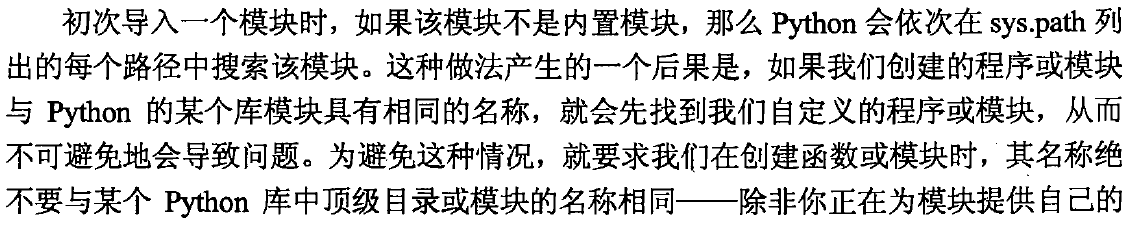 初次导入一个模块时，如果该模块不是内置模块，那么 Python 会依次在 sys.path 列
出的每个路径中搜索该模块。这种做法产生的一个后果是，如果我们创建的程序或模块
与 Python 的某个库模块具有相同的名称，就会先找到我们自定义的程序或模块，从而
不可避免地会导致问题。为避免这种情况，就要求我们在创建函数或模块时，其名称绝
不要与某个 Python 库中顶级目录或模块的名称相同——除非你正在为模块提供自己的